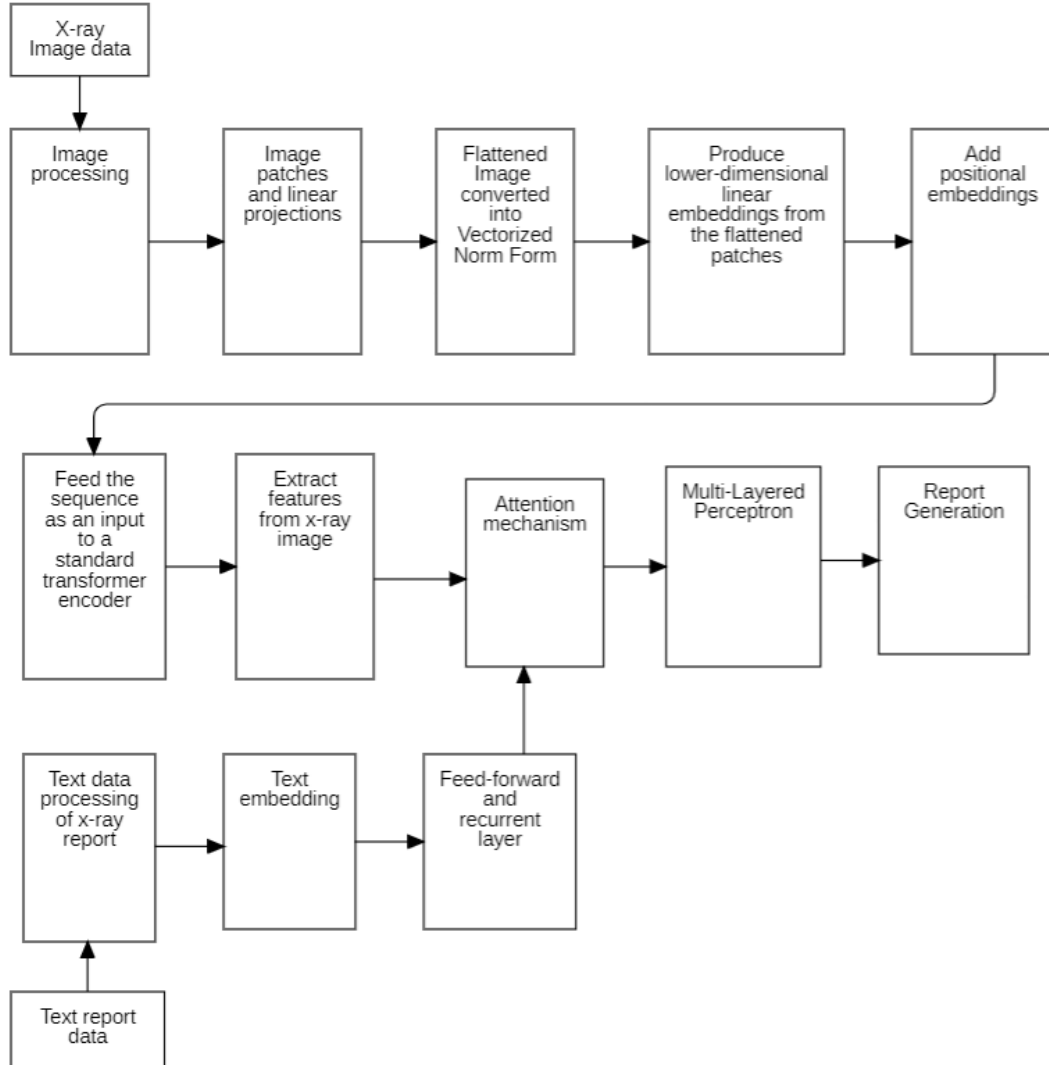 X-ray
Image data
Image
processing
Image
patches
and linear
projections
Flattened
Image
converted
into
Vectorized
Norm Form
Produce
lower-dimensional
linear
embeddings from
the flattened
patches
Add
positional
embeddings
Feed the
sequence
as an input
to a
standard
transformer
encoder
Extract
features
from x-ray
image
Attention
mechanism
Multi-Layered
Perceptron
Report
Generation
Text data
processing
of x-ray
report
Text
embedding
Feed-forward
and
recurrent
layer
Text report
data